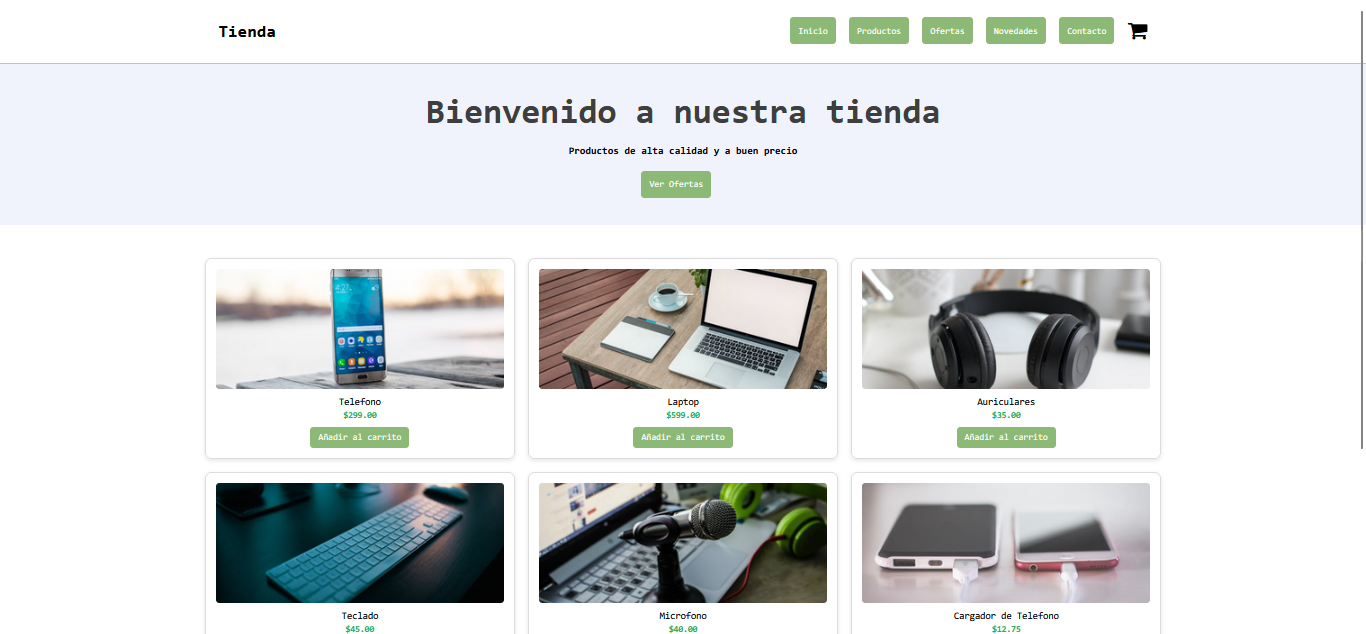 Tienda
Inicio
Productos
Ofertas
Novedades
Contacto
Bienvenido a nuestra tienda
Productos de alta calidad y a buen precio
Ver Ofertas
4:21
Telefono
$299.00
Añadir al carrito
Laptop
$599.00
Añadir al carrito
Auriculares
$35.00
Añadir al carrito
Teclado
$45.00
Microfono
$40.00
Cargador de Telefono
$12.75